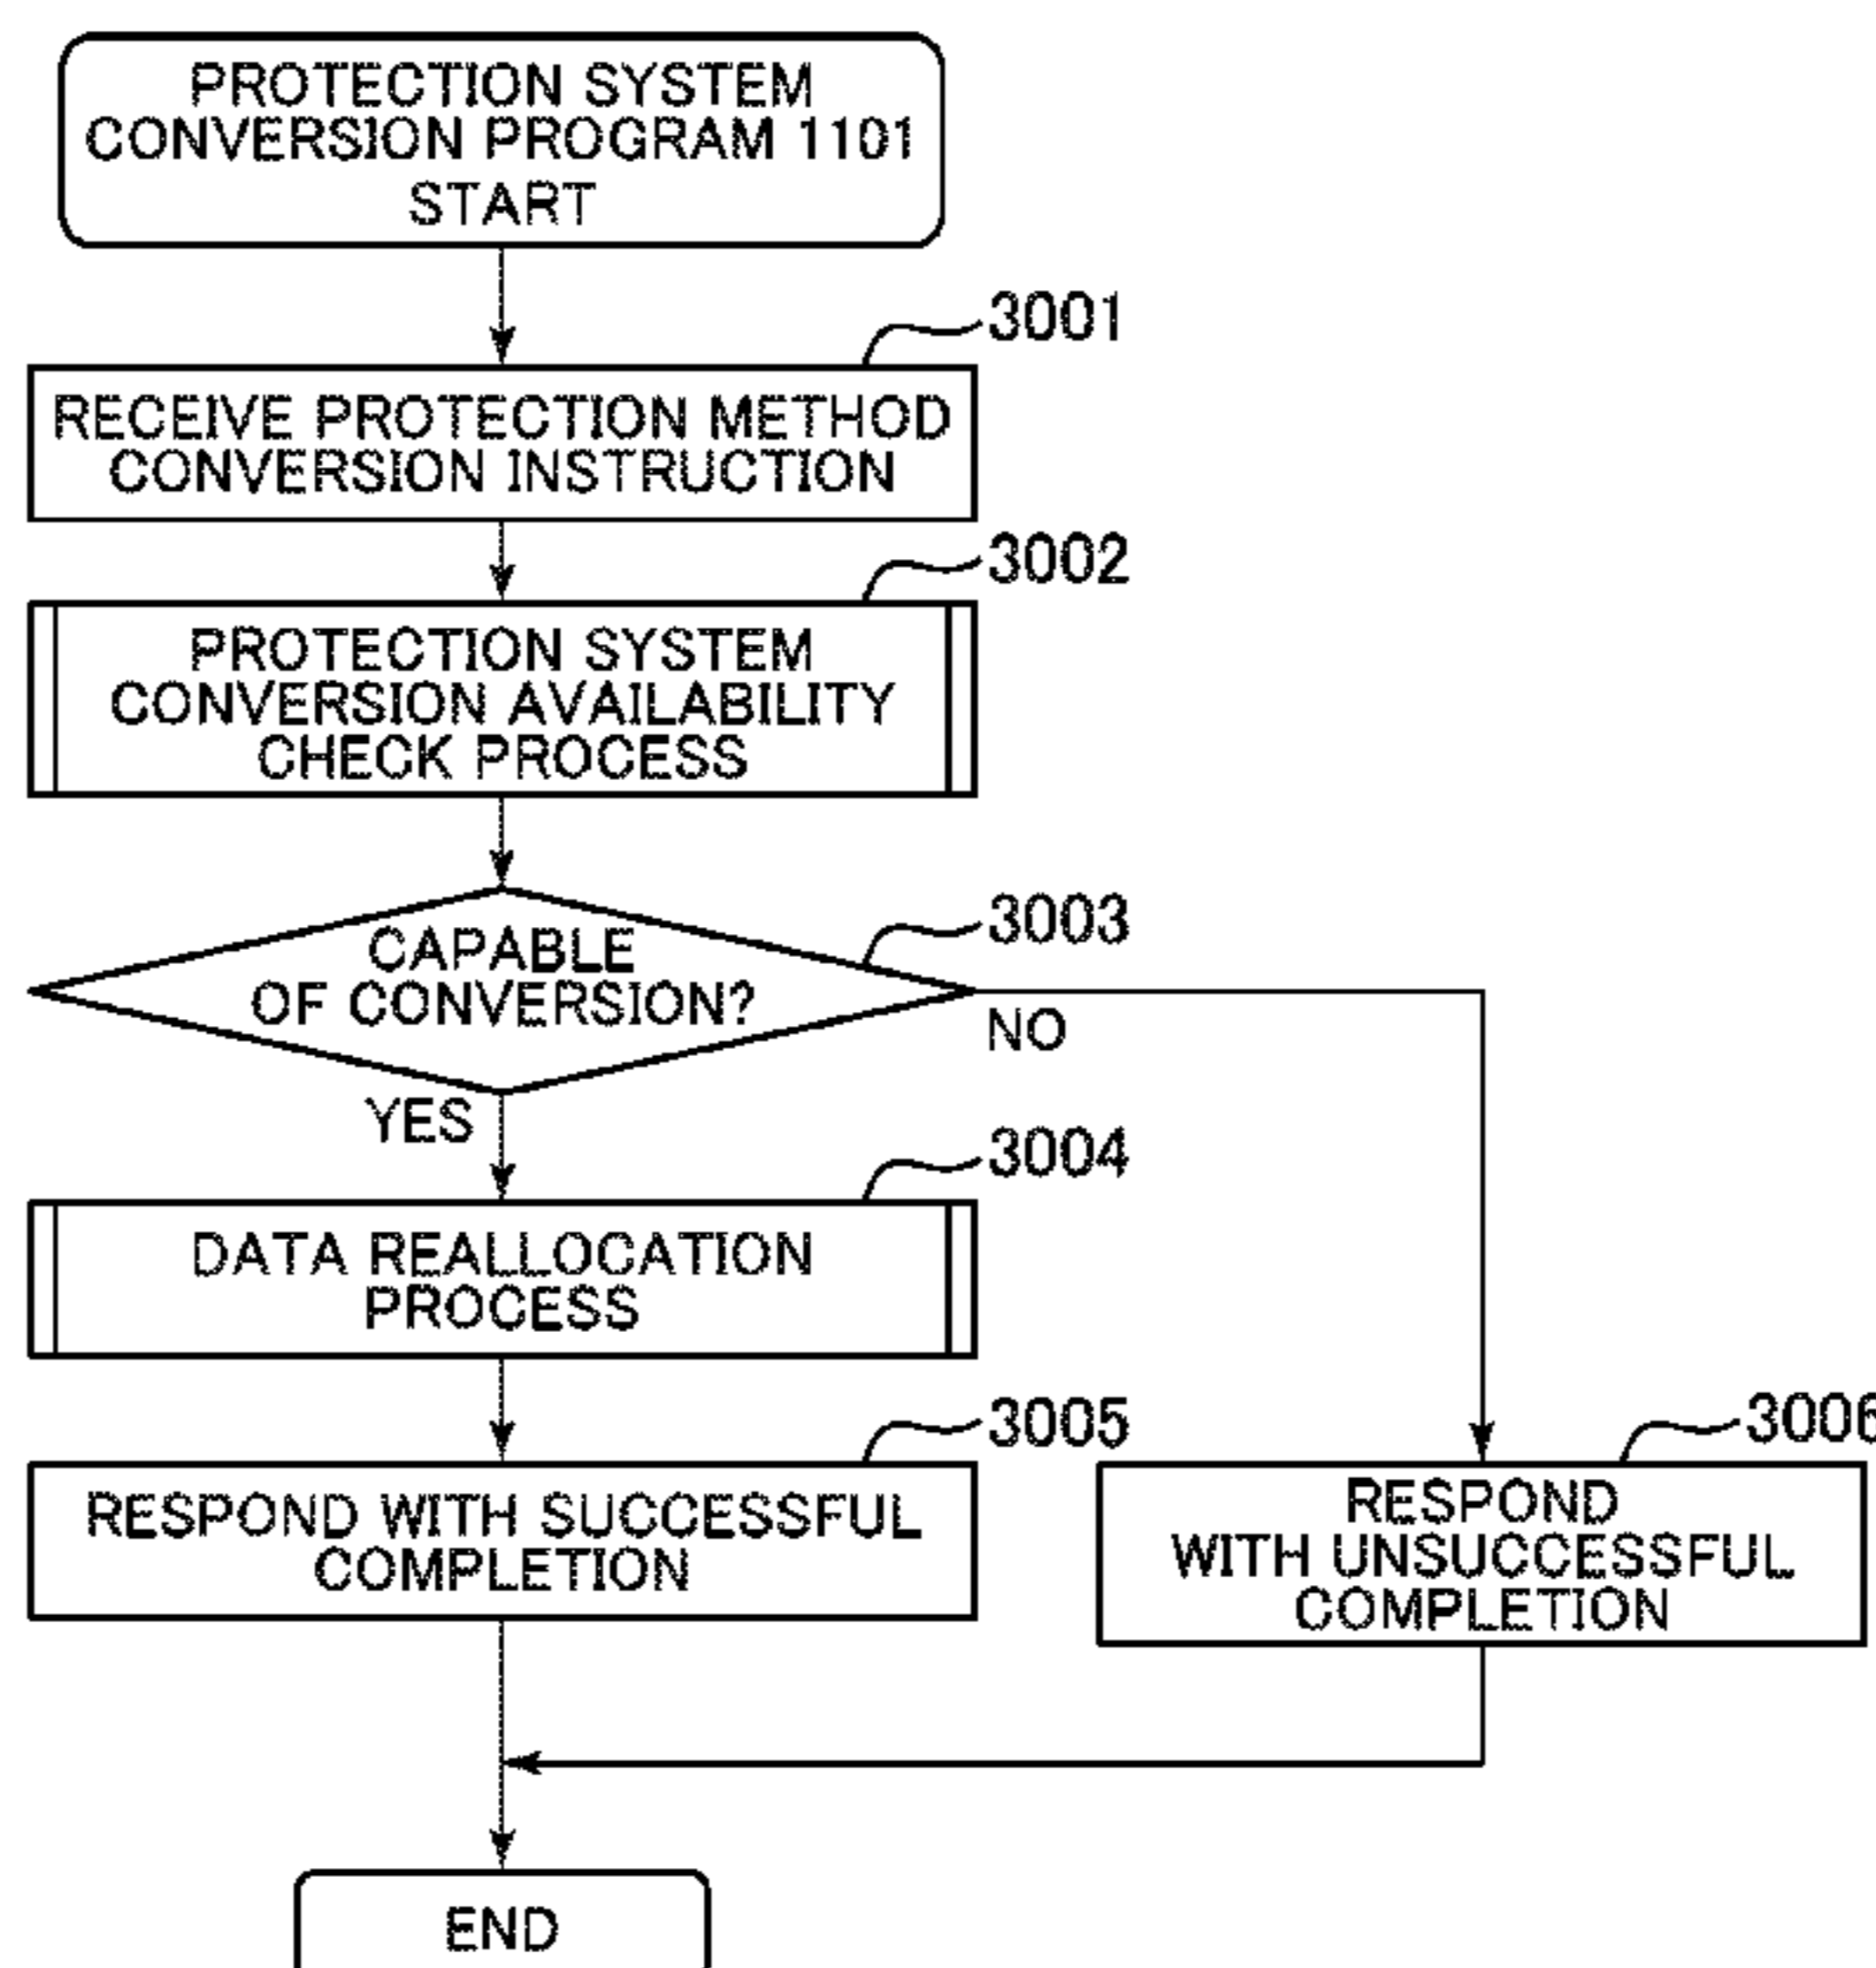 PROTECTION SYSTEM
CONVERSION PROGRAM 1101
START
3001
RECEIVE PROTECTION METHOD
CONVERSION INSTRUCTION
3002
PROTECTION SYSTEM
CONVERSION AVAILABILITY
CHECK PROCESS
3003
CAPABLE
OF CONVERSION?
NO
YES
3004
DATA REALLOCATION
PROCESS
3005
RESPOND WITH SUCCESSFUL
COMPLETION
3006
RESPOND
WITH UNSUCCESSFUL
COMPLETION
END